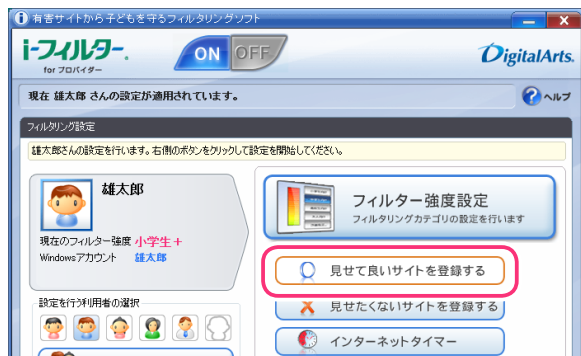 有害サイトから子どもを守るフィルタリングソフト
i-フィルター.
for プロバイダー
ON OFF
DigitalArts.
現在 雄太郎 さんの設定が適用されています。
ヘルプ
フィルタリング設定
雄太郎さんの設定を行います。右側のボタンをクリックして設定を開始してください。
雄太郎
現在のフィルター強度 小学生+
Windowsアカウント 雄太郎
フィルター強度設定
フィルタリングカテゴリの設定を行います
見せて良いサイトを登録する
設定を行う利用者の選択
見せたくないサイトを登録する
インターネットタイマー